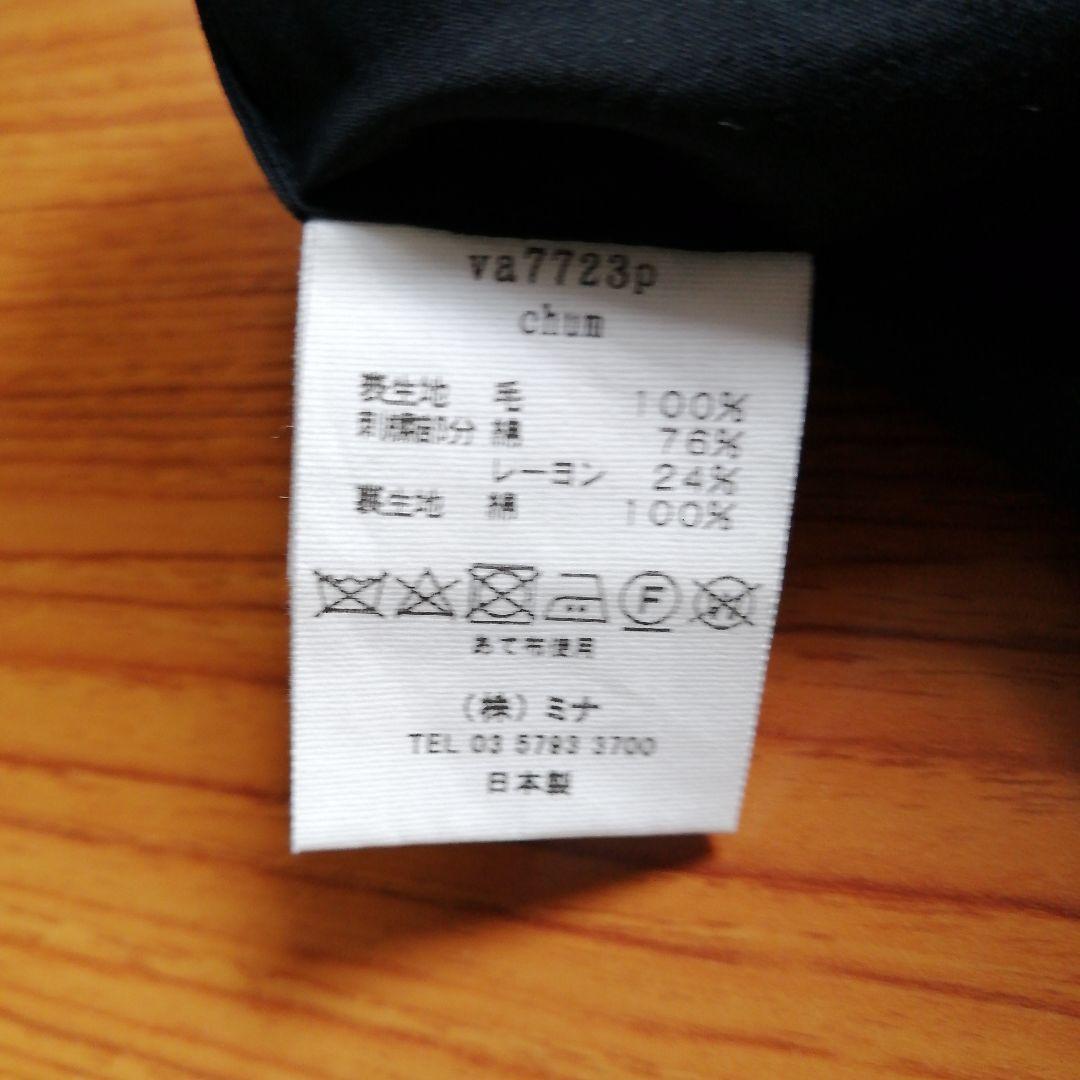 va7723p
chum
表生地 毛 100%
刺繍部分 綿 76%
レーヨン 24%
裏生地 綿 100%
F
あて布使用
(株)ミナ
TEL 03 5793 3700
日本製